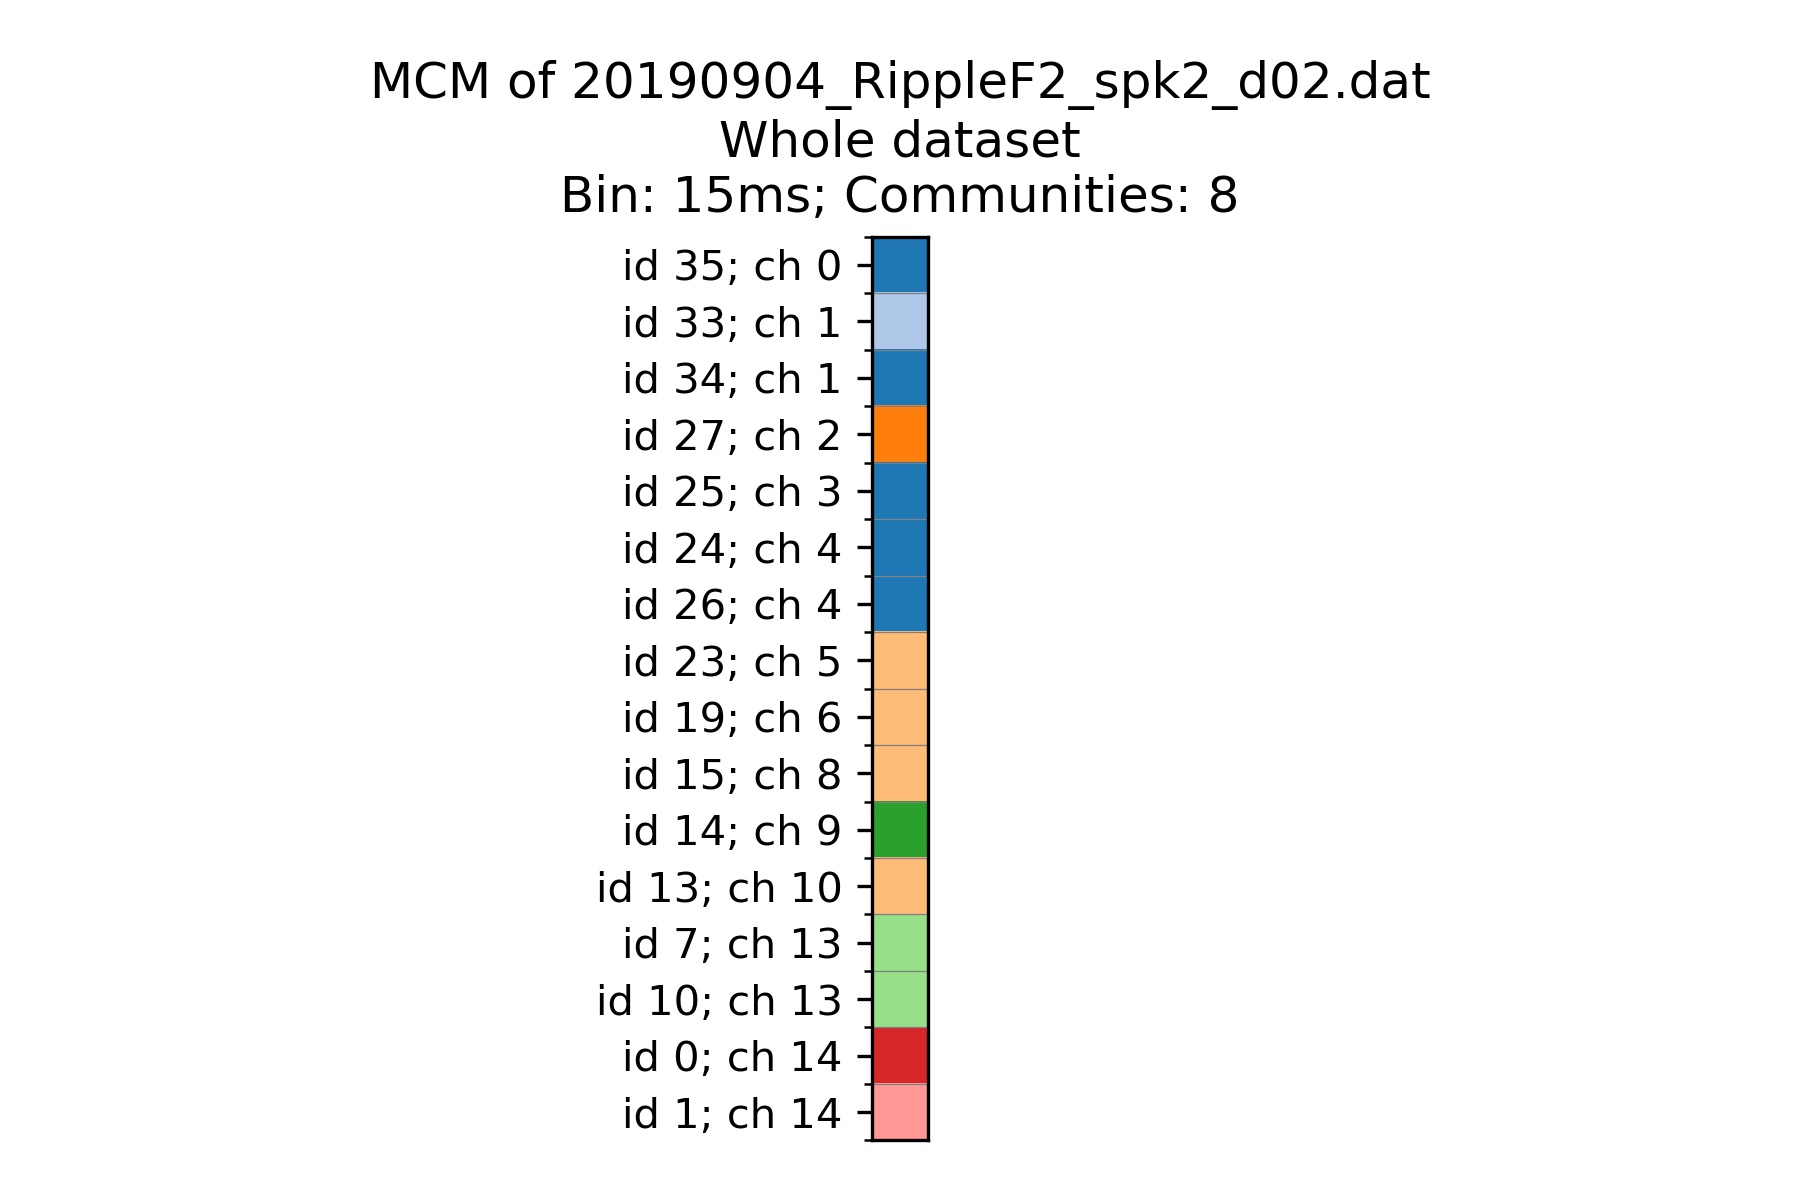 MCM of 20190904_RippleF2_spk2_d02.dat
Whole dataset
Bin: 15ms; Communities: 8
id 35; ch 0
id 33; ch 1
id 34; ch 1
id 27; ch 2
id 25; ch 3
id 24; ch 4
id 26; ch 4
id 23; ch 5
id 19; ch 6
id 15; ch 8
id 14; ch 9
id 13; ch 10
id 7; ch 13
id 10; ch 13
id 0; ch 14
id 1; ch 14